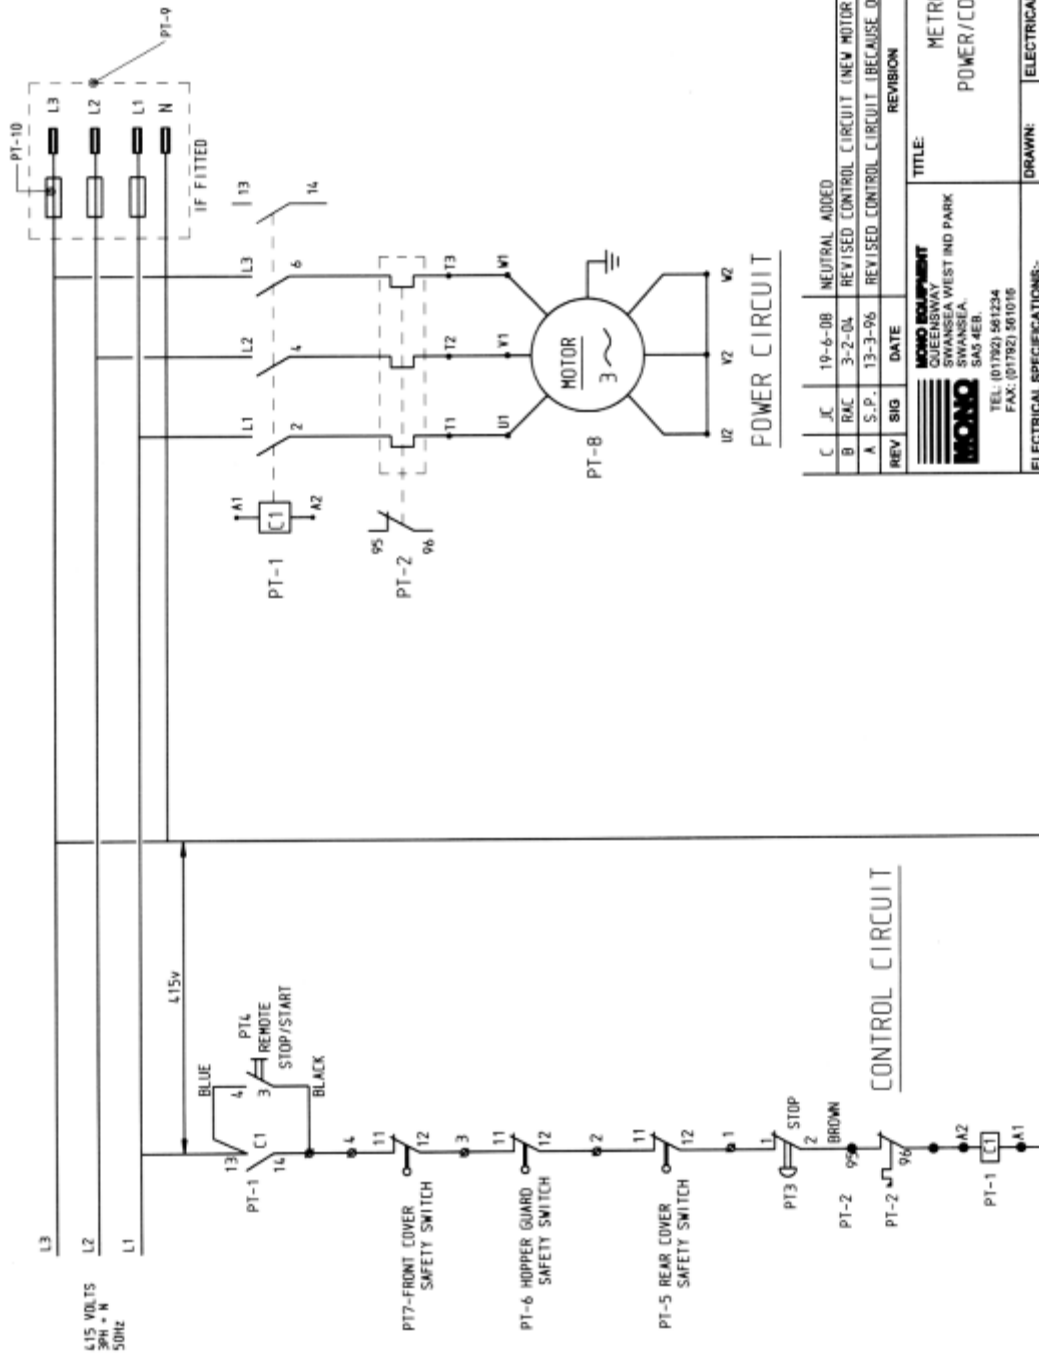 PT-9
PT-10
L3
L2
L1
N
IF FITTED
13
14
L3
L2
L1
6
4
2
A1
C1
A2
PT-1
95
96
PT-2
T3
T2
T1
W1
V1
U1
MOTOR
3~
PT-8
W2
V2
U2
POWER CIRCUIT
L3
L2
L1
415 VOLTS
3PH + N
50Hz
415v
BLUE
BLACK
PT4
REMOTE
STOP/START
4
3
13
C1
14
PT-1
4
11
12
PT7-FRONT COVER
SAFETY SWITCH
3
11
12
PT-6 HOPPER GUARD
SAFETY SWITCH
2
11
12
PT-5 REAR COVER
SAFETY SWITCH
1
1
2
STOP
PT3
BROWN
95
PT-2
96
PT-2
A2
C1
PT-1
A1
CONTROL CIRCUIT
C JC 19-6-08 NEUTRAL ADDED
B RAC 3-2-04 REVISED CONTROL CIRCUIT (NEW MOTOR
A S.P. 13-3-96 REVISED CONTROL CIRCUIT (BECAUSE O
REV SIG DATE REVISION
MONO
MONO EQUIPMENT
QUEENSWAY
SWANSEA WEST IND PARK
SWANSEA.
SA5 4EB.
TEL: (01792) 561234
FAX: (01792) 561016
TITLE:
METR
POWER/CO
ELECTRICAL SPECIFICATIONS:-
DRAWN:
ELECTRICA